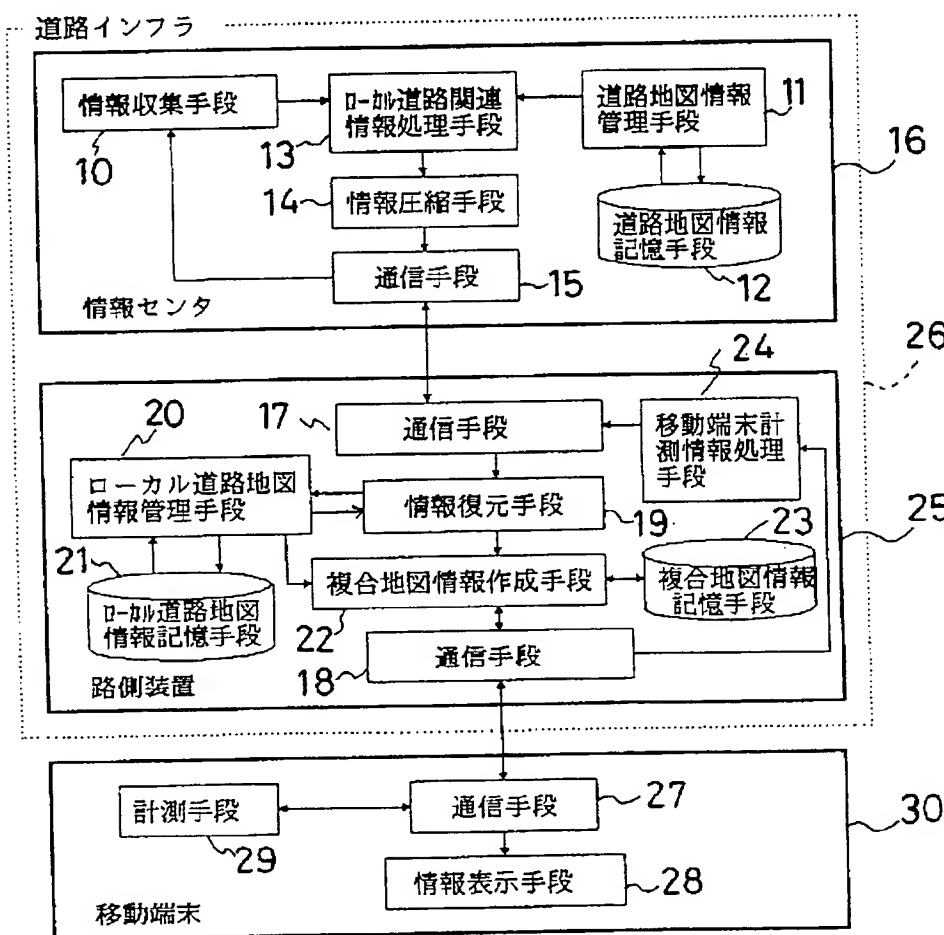 道路インフラ
情報収集手段
10
ローカル道路関連
情報処理手段
13
道路地図情報
管理手段
11
16
14
情報圧縮手段
道路地図情報
記憶手段
12
通信手段
15
情報センタ
26
24
20
17
通信手段
移動端末計
測情報処理
手段
ローカル道路地図
情報管理手段
情報復元手段
19
23
25
21
ローカル道路地図
情報記憶手段
複合地図情報作成手段
22
複合地図情報
記憶手段
18
通信手段
路側装置
計測手段
29
通信手段
27
30
情報表示手段
28
移動端末